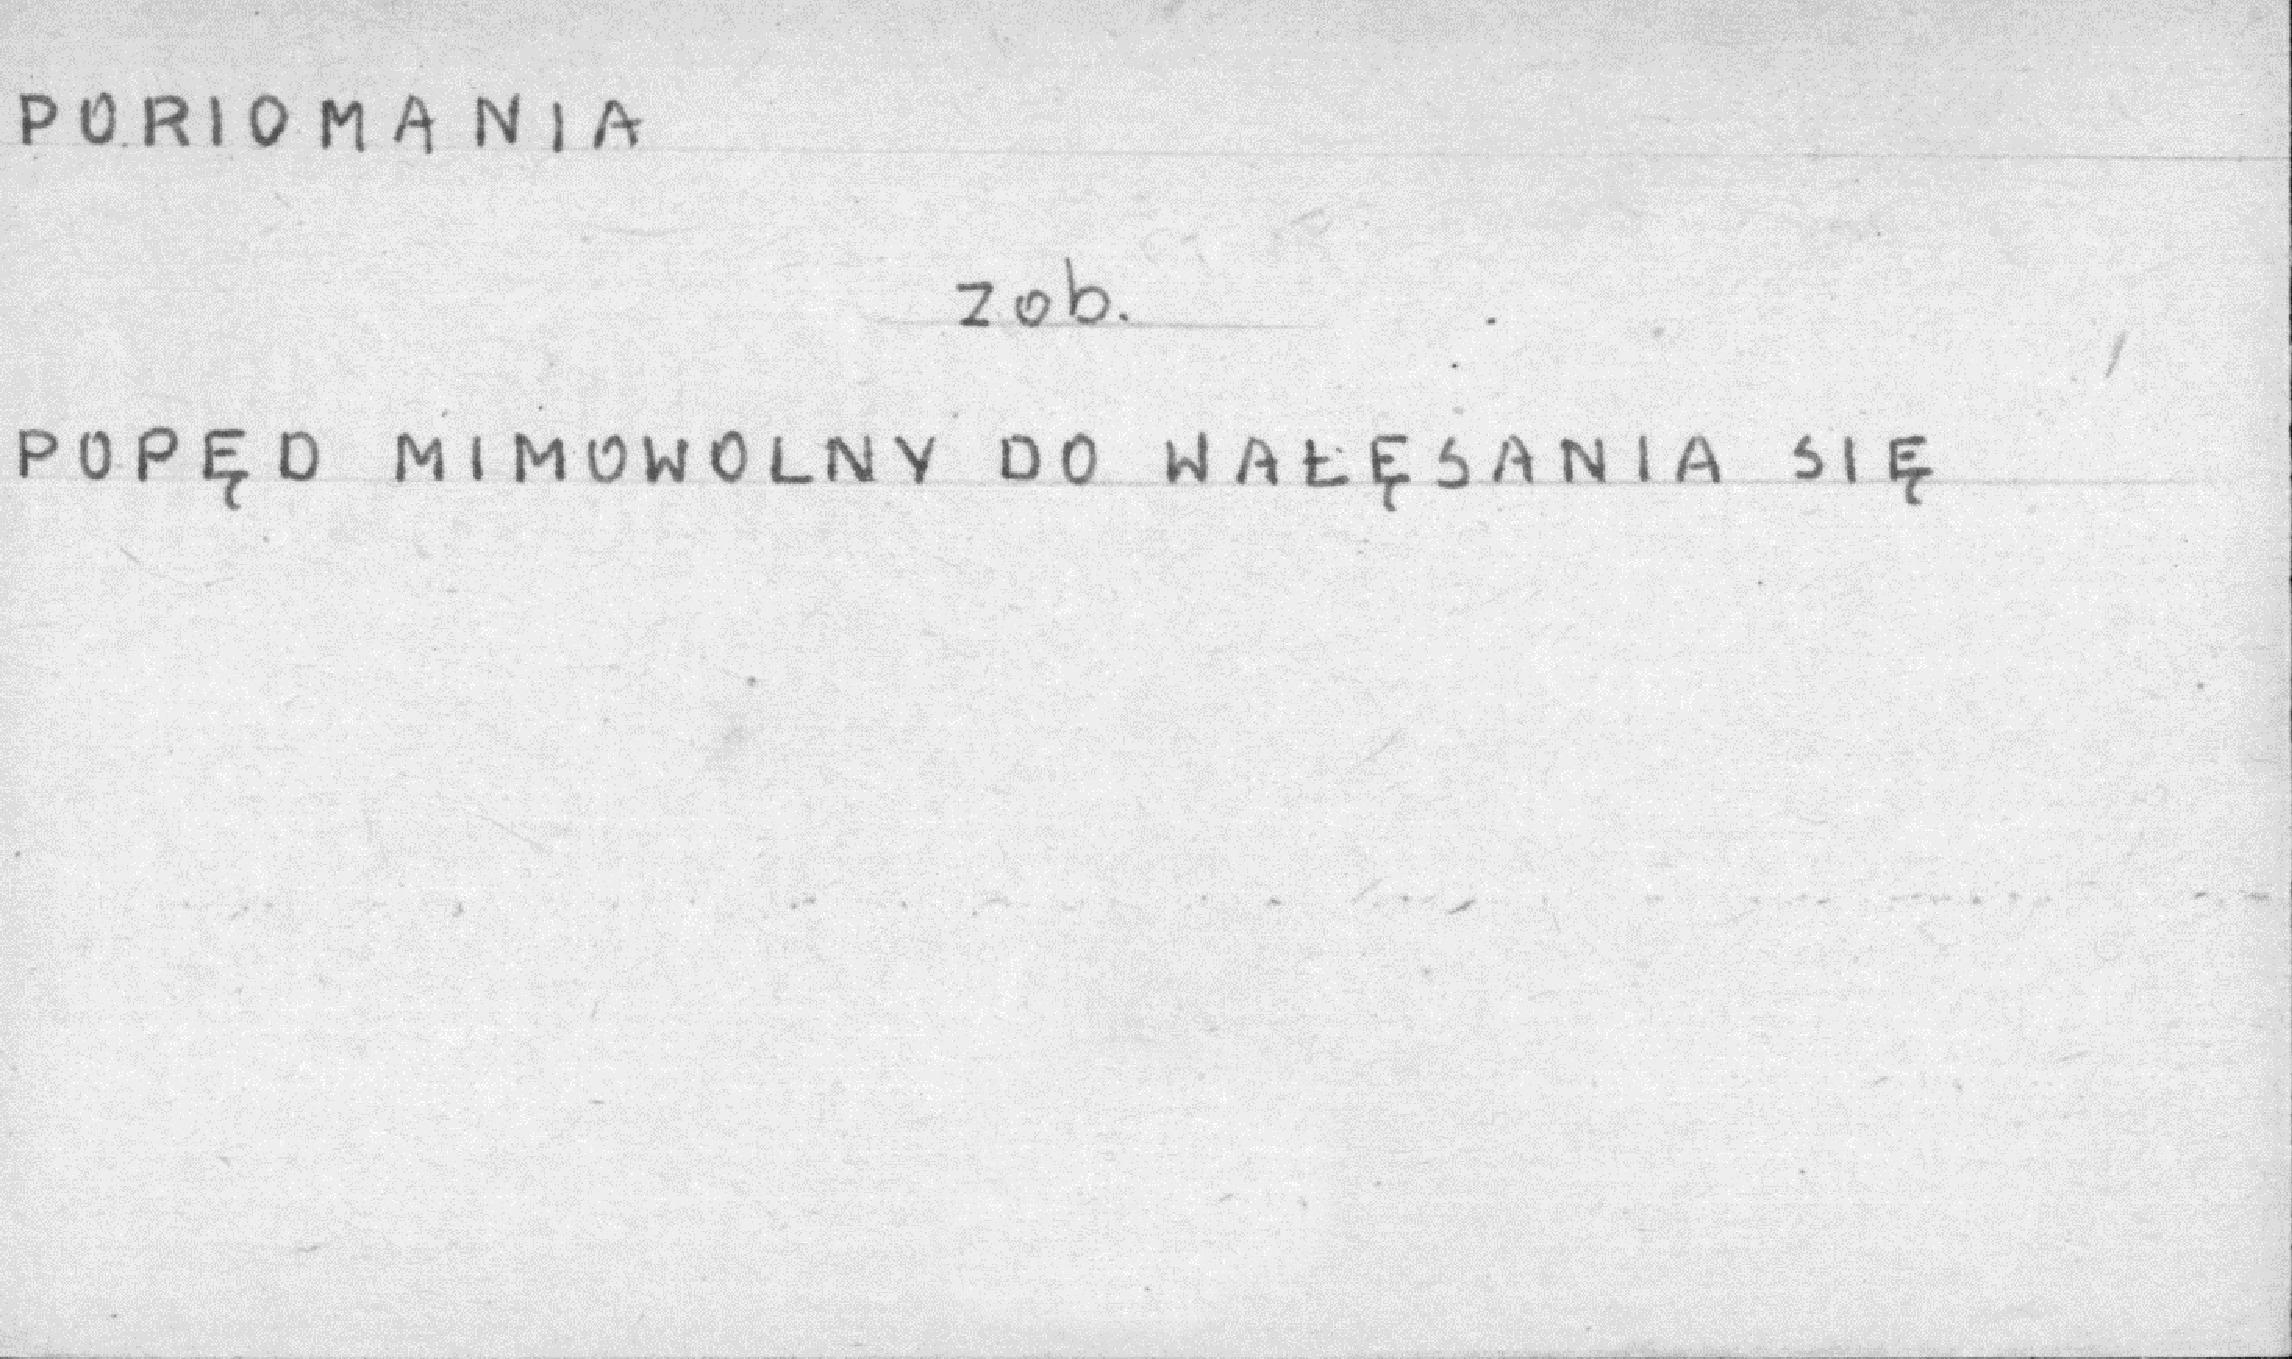 PORIOMANIA
zob.
POPĘD MIMOWOLNY DO WAŁĘSANIA SIĘ